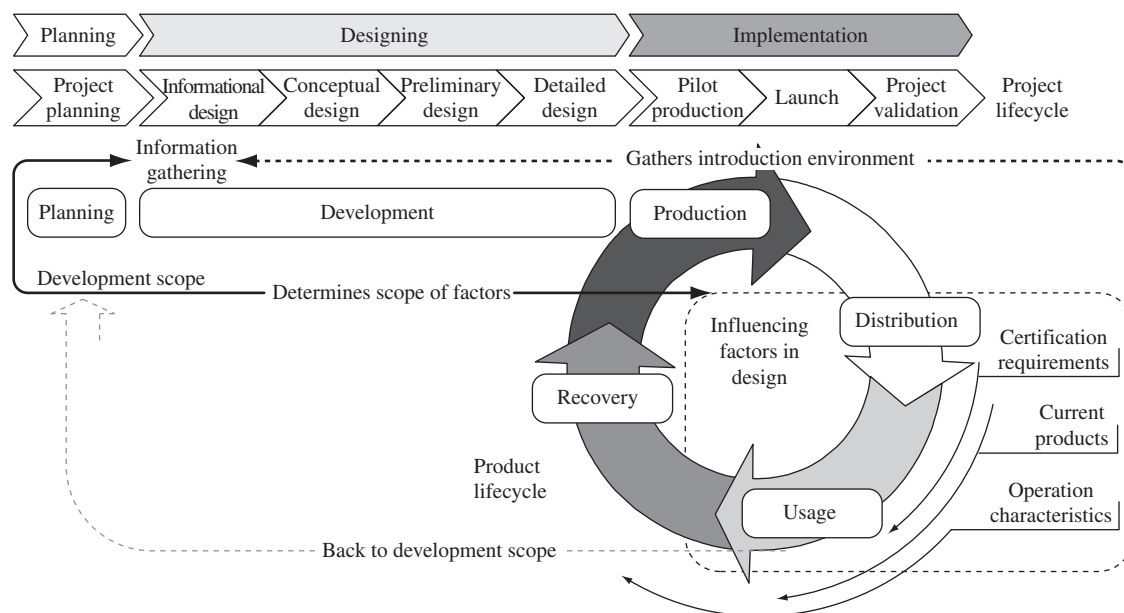 Planning
Designing
Implementation
Project
planning
Informational
design
Conceptual
design
Preliminary
design
Detailed
design
Pilot
production
Launch
Project
validation
Project
lifecycle
Information
gathering
Gathers introduction environment
Planning
Development
Production
Development scope
Determines scope of factors
Influencing
factors in
design
Distribution
Certification
requirements
Recovery
Current
products
Product
lifecycle
Usage
Operation
characteristics
Back to development scope